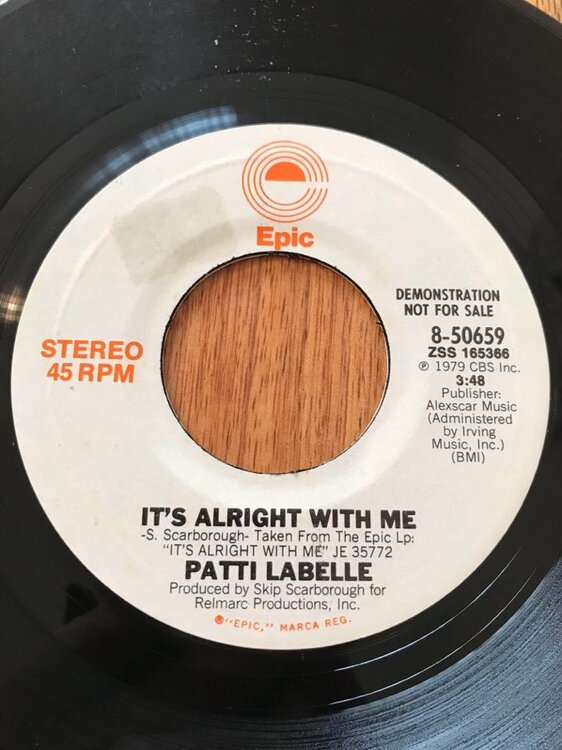 Epic
STEREO
45 RPM
DEMONSTRATION
NOT FOR SALE
8-50659
ZSS 165366
℗ 1979 CBS Inc.
3:48
Publisher:
Alexscar Music
(Administered
by Irving
Music, Inc.)
(BMI)
IT'S ALRIGHT WITH ME
-S. Scarborough- Taken From The Epic Lp:
"IT'S ALRIGHT WITH ME" JE 35772
PATTI LABELLE
Produced by Skip Scarborough for
Relmarc Productions, Inc.
®"EPIC," MARCA REG.